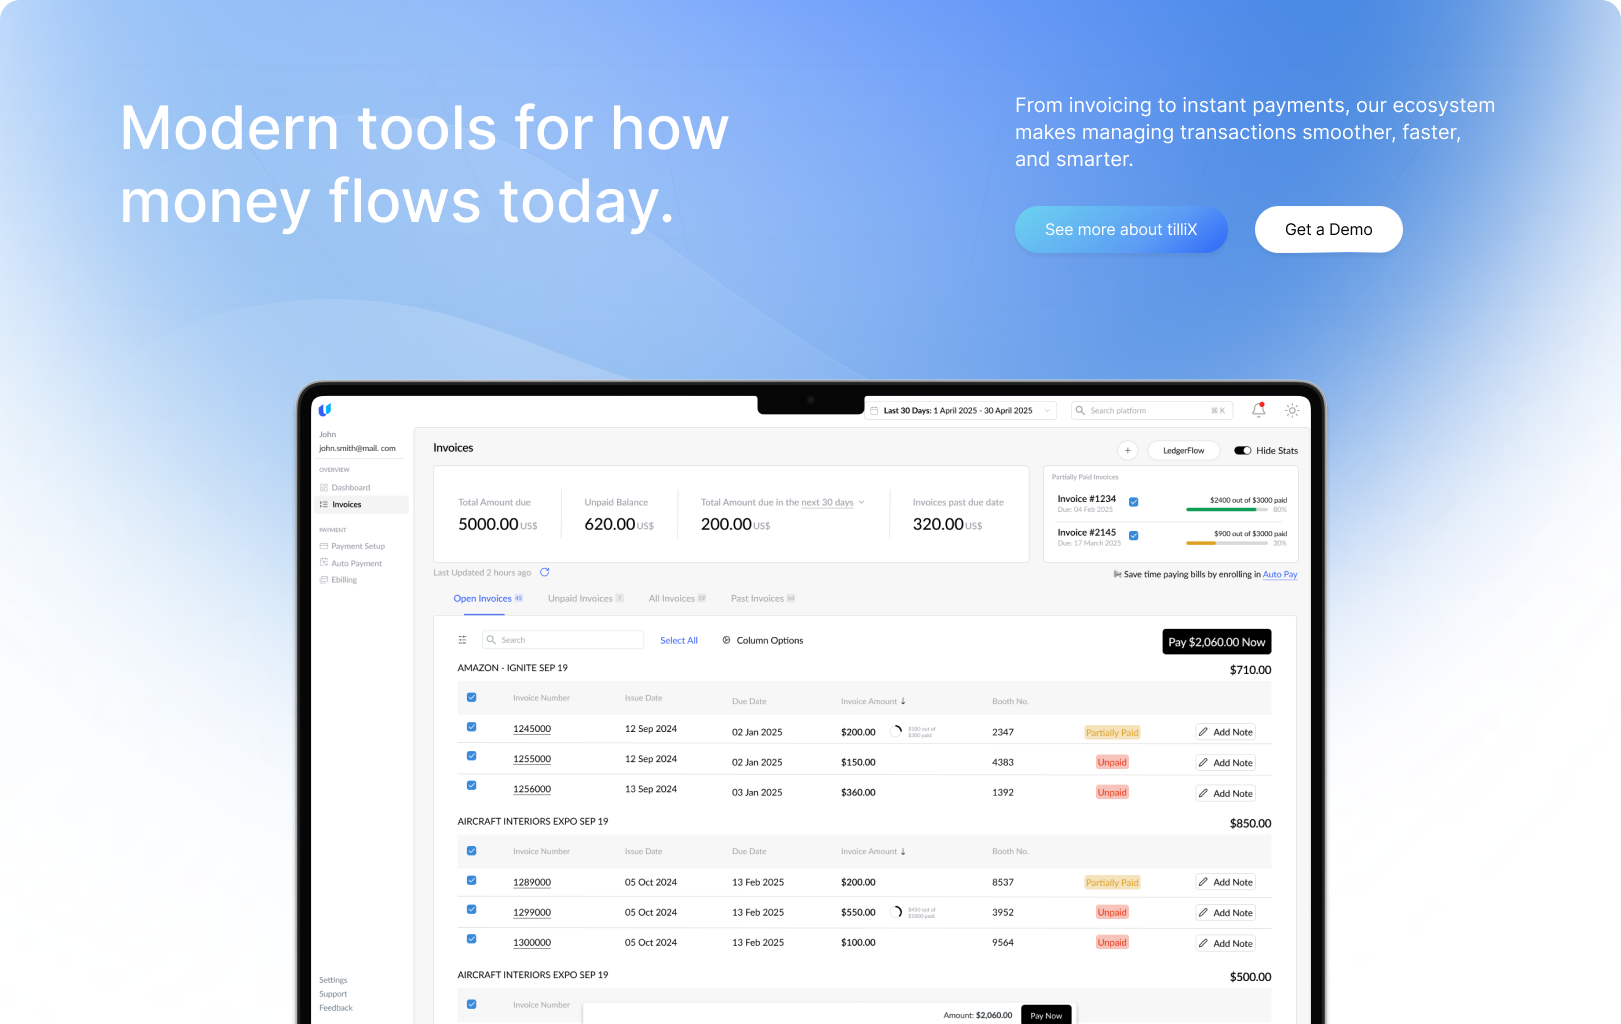 Modern tools for how
money flows today.
From invoicing to instant payments, our ecosystem
makes managing transactions smoother, faster,
and smarter.
See more about tilliX
Get a Demo
Last 30 Days: 1 April 2025 - 30 April 2025
Search platform
⌘ K
John
john.smith@mail. com
OVERVIEW
Dashboard
Invoices
PAYMENT
Payment Setup
Auto Payment
Ebilling
Settings
Support
Feedback
Invoices
+
LedgerFlow
Hide Stats
Total Amount due
5000.00 US$
Unpaid Balance
620.00 US$
Total Amount due in the next 30 days
200.00 US$
Invoices past due date
320.00 US$
Partially Paid Invoices
Invoice #1234
Due: 04 Feb 2025
$2400 out of $3000 paid
80%
Invoice #2145
Due: 17 March 2025
$900 out of $3000 paid
30%
Last Updated 2 hours ago
Save time paying bills by enrolling in Auto Pay
Open Invoices 45
Unpaid Invoices
All Invoices
Past Invoices
Search
Select All
Column Options
Pay $2,060.00 Now
AMAZON - IGNITE SEP 19
$710.00
Invoice Number Issue Date Due Date Invoice Amount ↓ Booth No.
1245000 12 Sep 2024 02 Jan 2025 $200.00 2347 Partially Paid Add Note
1255000 12 Sep 2024 02 Jan 2025 $150.00 4383 Unpaid Add Note
1256000 13 Sep 2024 03 Jan 2025 $360.00 1392 Unpaid Add Note
AIRCRAFT INTERIORS EXPO SEP 19
$850.00
Invoice Number Issue Date Due Date Invoice Amount ↓ Booth No.
1289000 05 Oct 2024 13 Feb 2025 $200.00 8537 Partially Paid Add Note
1299000 05 Oct 2024 13 Feb 2025 $550.00 3952 Unpaid Add Note
1300000 05 Oct 2024 13 Feb 2025 $100.00 9564 Unpaid Add Note
AIRCRAFT INTERIORS EXPO SEP 19
$500.00
Invoice Number
Amount: $2,060.00
Pay Now